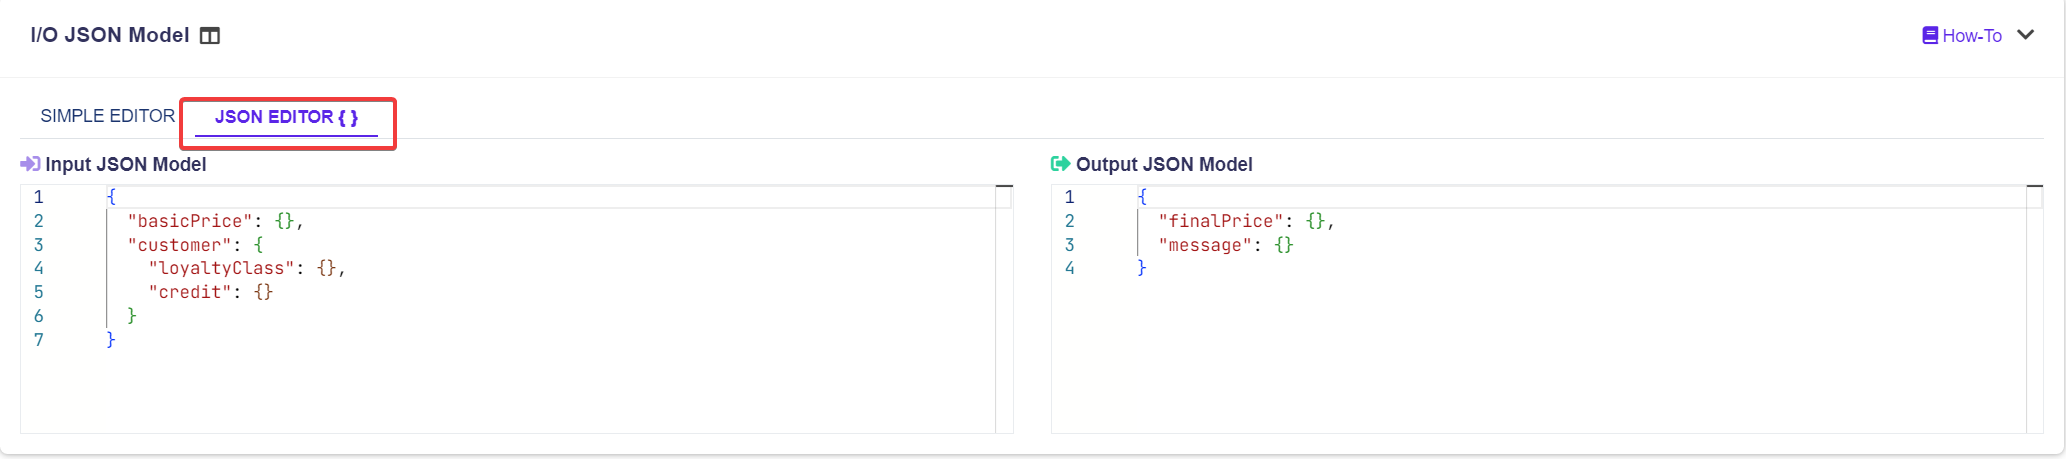 I/O JSON Model
How-To
SIMPLE EDITOR
JSON EDITOR { }
Input JSON Model
1 {
2   "basicPrice": {},
3   "customer": {
4     "loyaltyClass": {},
5     "credit": {}
6   }
7 }
Output JSON Model
1 {
2   "finalPrice": {},
3   "message": {}
4 }